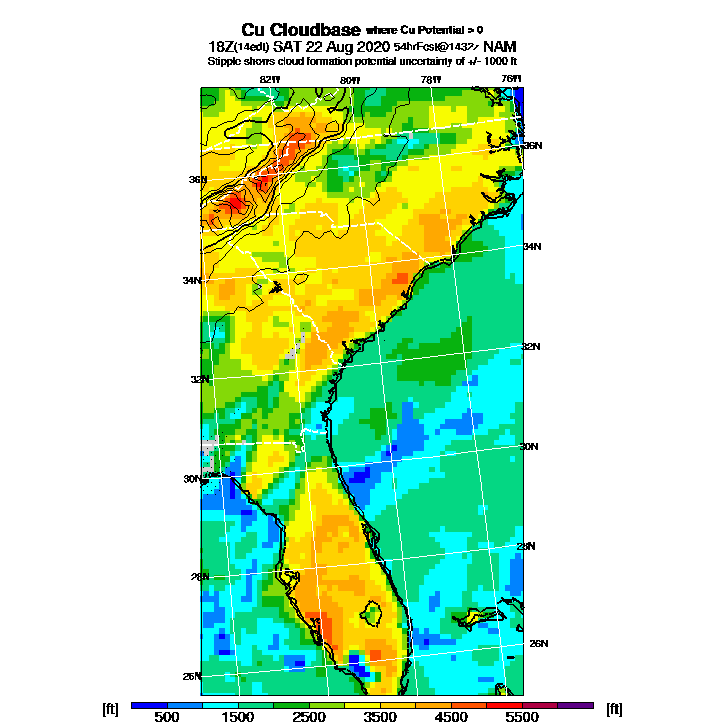 Cu Cloudbase where Cu Potential > 0
18Z(14edt) SAT 22 Aug 2020 54hrFcst@1432z NAM
Stipple shows cloud formation potential uncertainty of +/- 1000 ft
82W 80W 78W 76W
36N 36N
34N 34N
32N 32N
30N 30N
28N 28N
26N 26N
[ft] 500 1500 2500 3500 4500 5500 [ft]